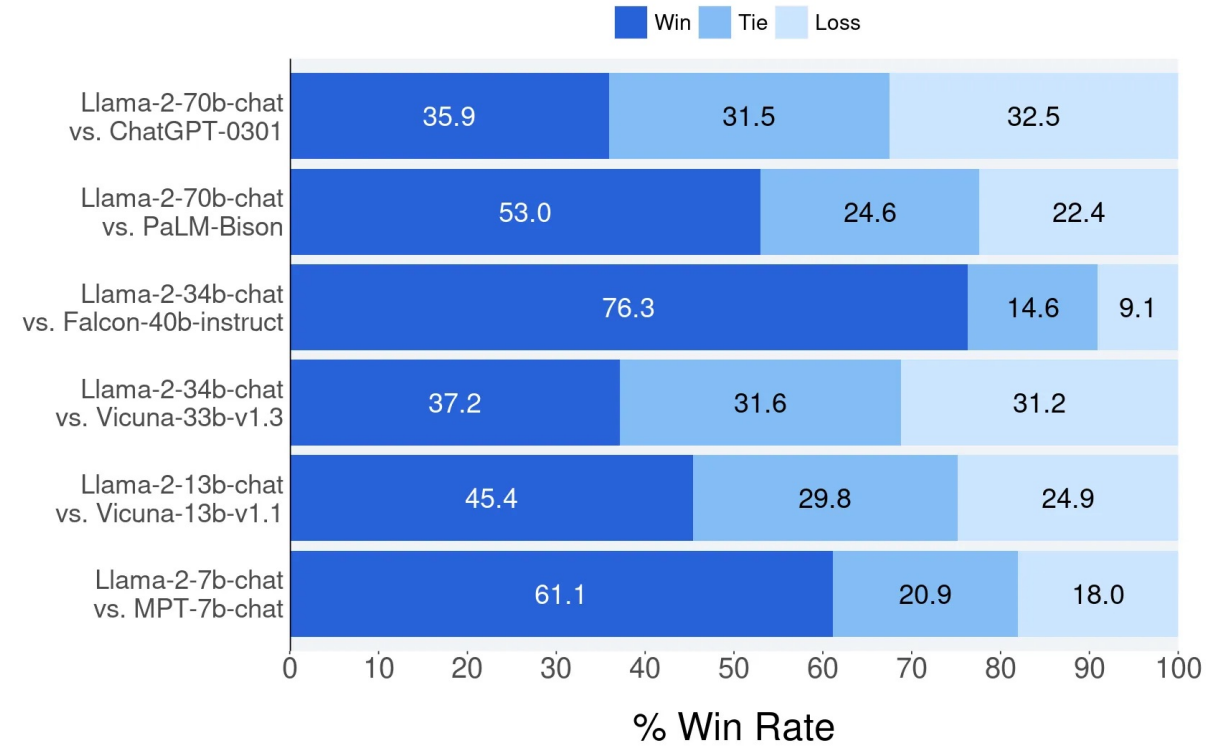 Win Tie Loss
Llama-2-70b-chat
vs. ChatGPT-0301
35.9 31.5 32.5
Llama-2-70b-chat
vs. PaLM-Bison
53.0 24.6 22.4
Llama-2-34b-chat
vs. Falcon-40b-instruct
76.3 14.6 9.1
Llama-2-34b-chat
vs. Vicuna-33b-v1.3
37.2 31.6 31.2
Llama-2-13b-chat
vs. Vicuna-13b-v1.1
45.4 29.8 24.9
Llama-2-7b-chat
vs. MPT-7b-chat
61.1 20.9 18.0
0 10 20 30 40 50 60 70 80 90 100
% Win Rate